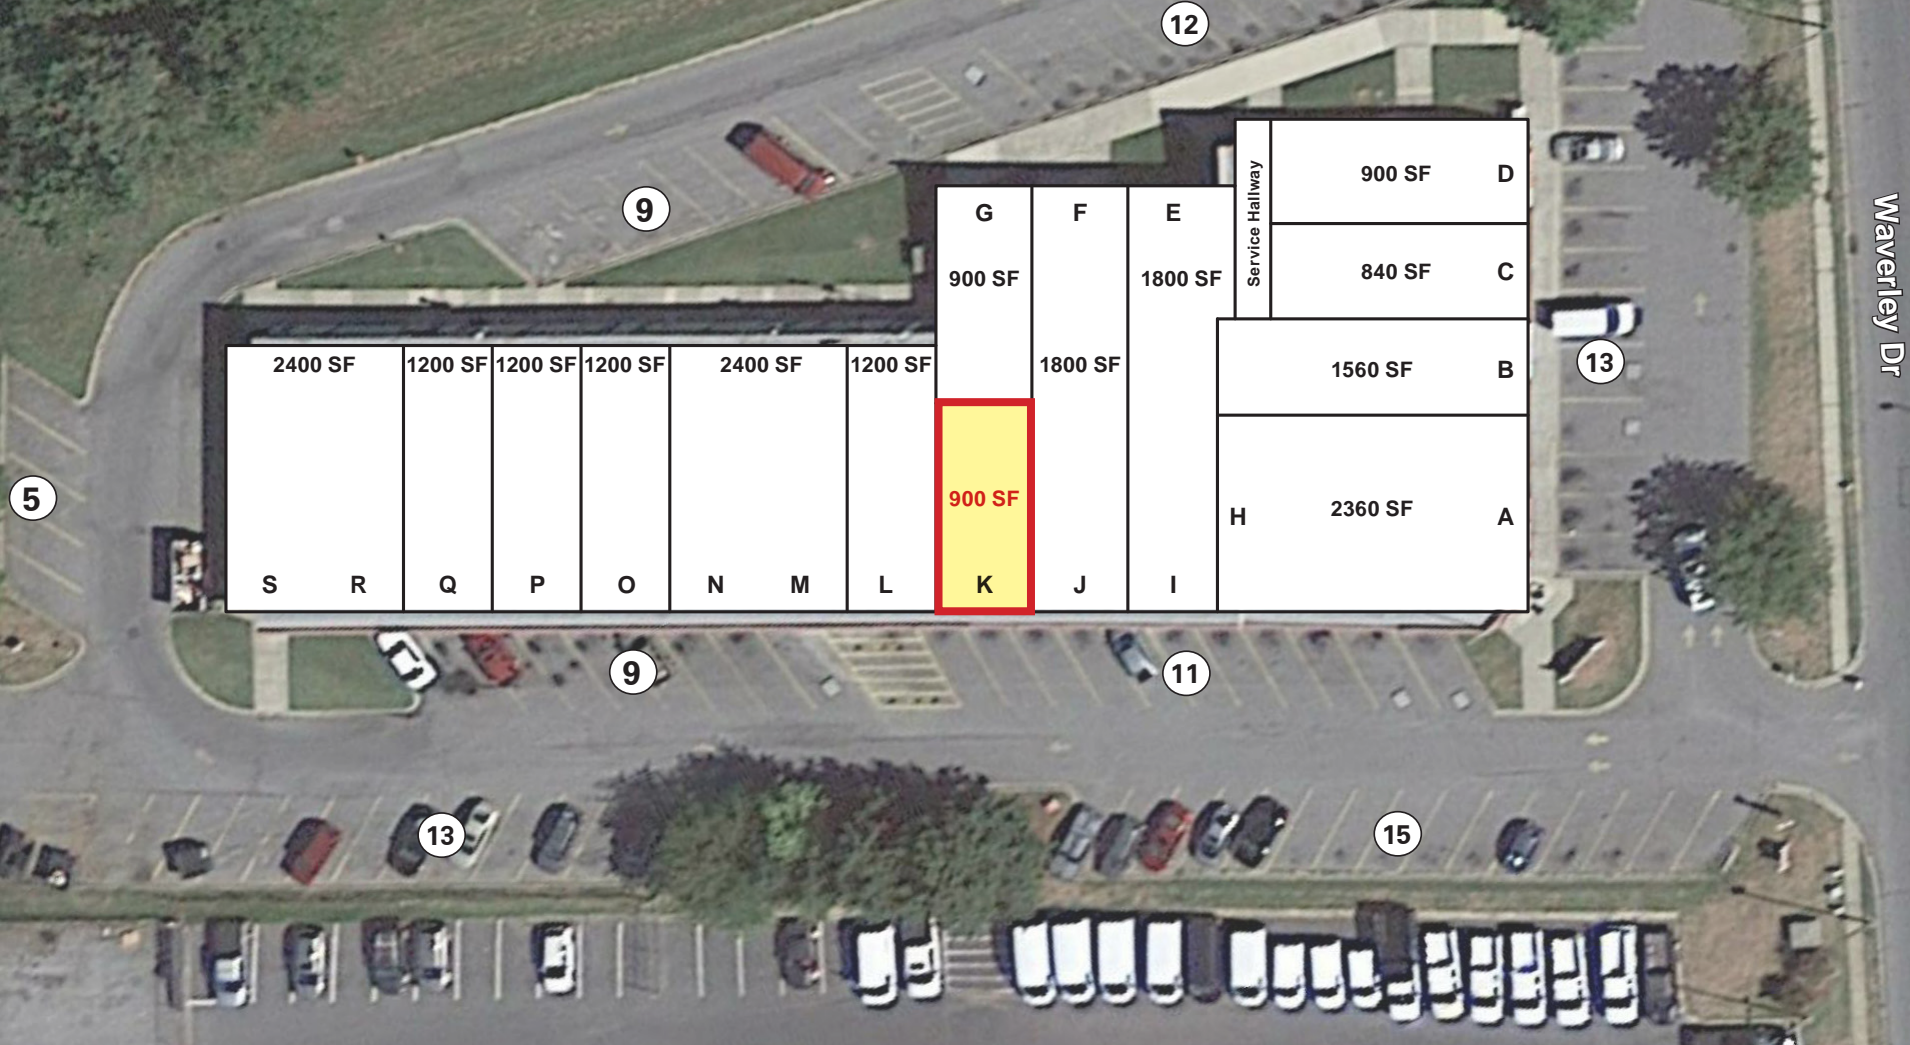 12
9
5
13
9
11
13
15
Waverley Dr
Service Hallway
900 SF D
840 SF C
1560 SF B
H 2360 SF A
G
900 SF
F
1800 SF
E
1800 SF
2400 SF
1200 SF
1200 SF
1200 SF
2400 SF
1200 SF
900 SF
S R Q P O N M L K J I